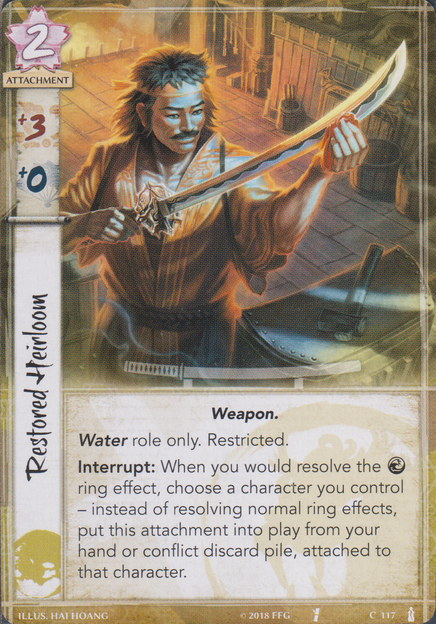 2
ATTACHMENT
+3
+0
Restored Heirloom
Weapon.
Water role only. Restricted.
Interrupt: When you would resolve the
ring effect, choose a character you control
– instead of resolving normal ring effects,
put this attachment into play from your
hand or conflict discard pile, attached to
that character.
ILLUS. HAI HOANG
© 2018 FFG
C 117